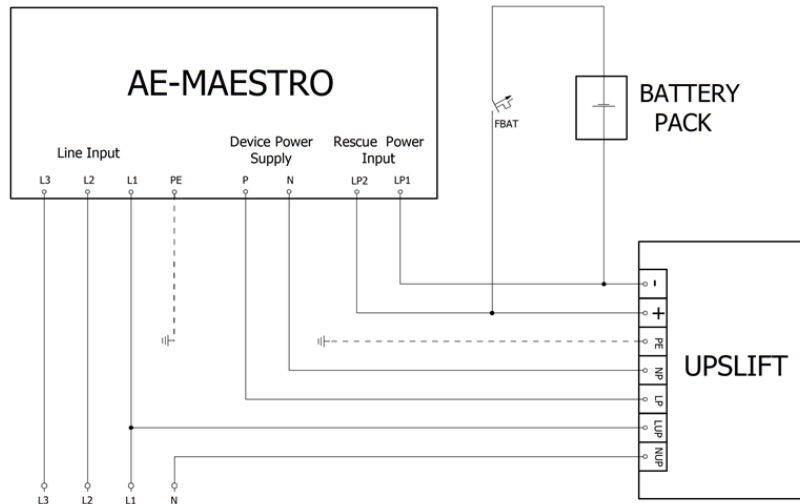 AE-MAESTRO
Line Input
Device Power
Supply
Rescue Power
Input
L3 L2 L1 PE P N LP2 LP1
FBAT
BATTERY
PACK
-
+
PE
NP
LP
LUP
NUP
UPSLIFT
L3 L2 L1 N